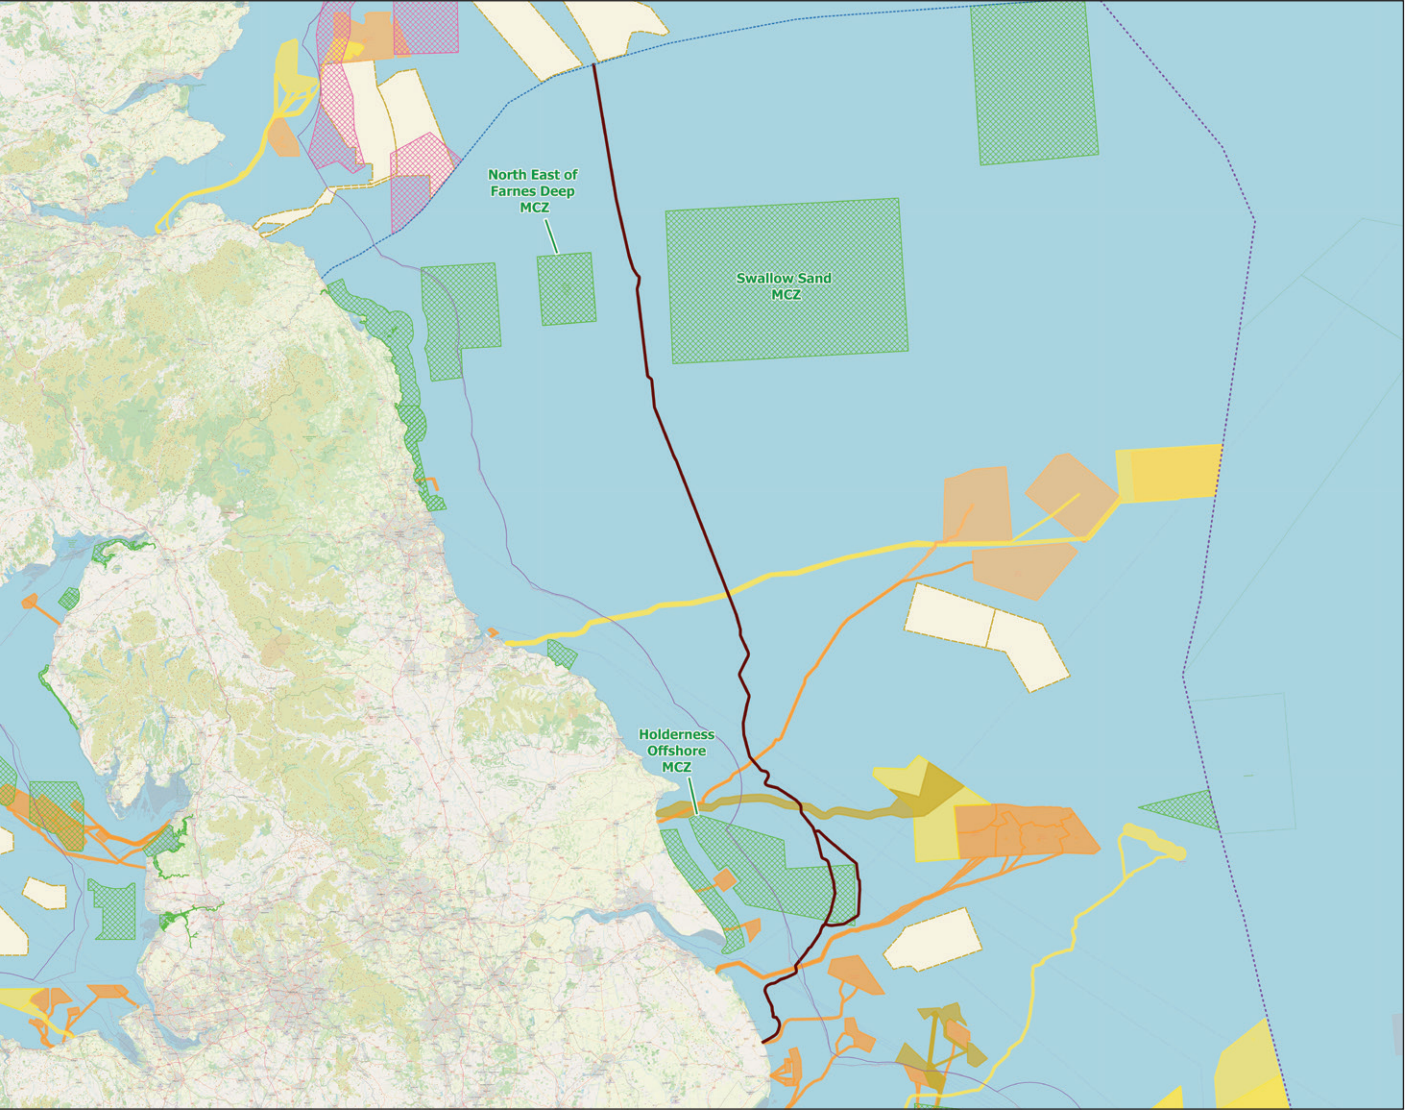 North East of
Farnes Deep
MCZ
Swallow Sand
MCZ
Holderness
Offshore
MCZ